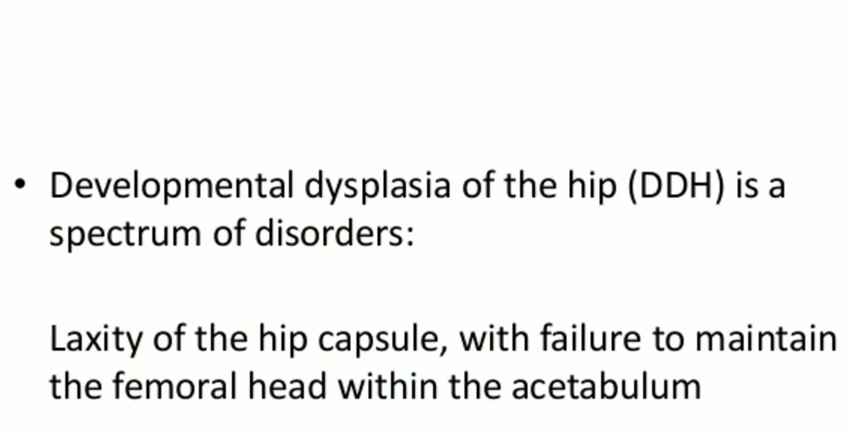 • Developmental dysplasia of the hip (DDH) is a
spectrum of disorders:
Laxity of the hip capsule, with failure to maintain
the femoral head within the acetabulum